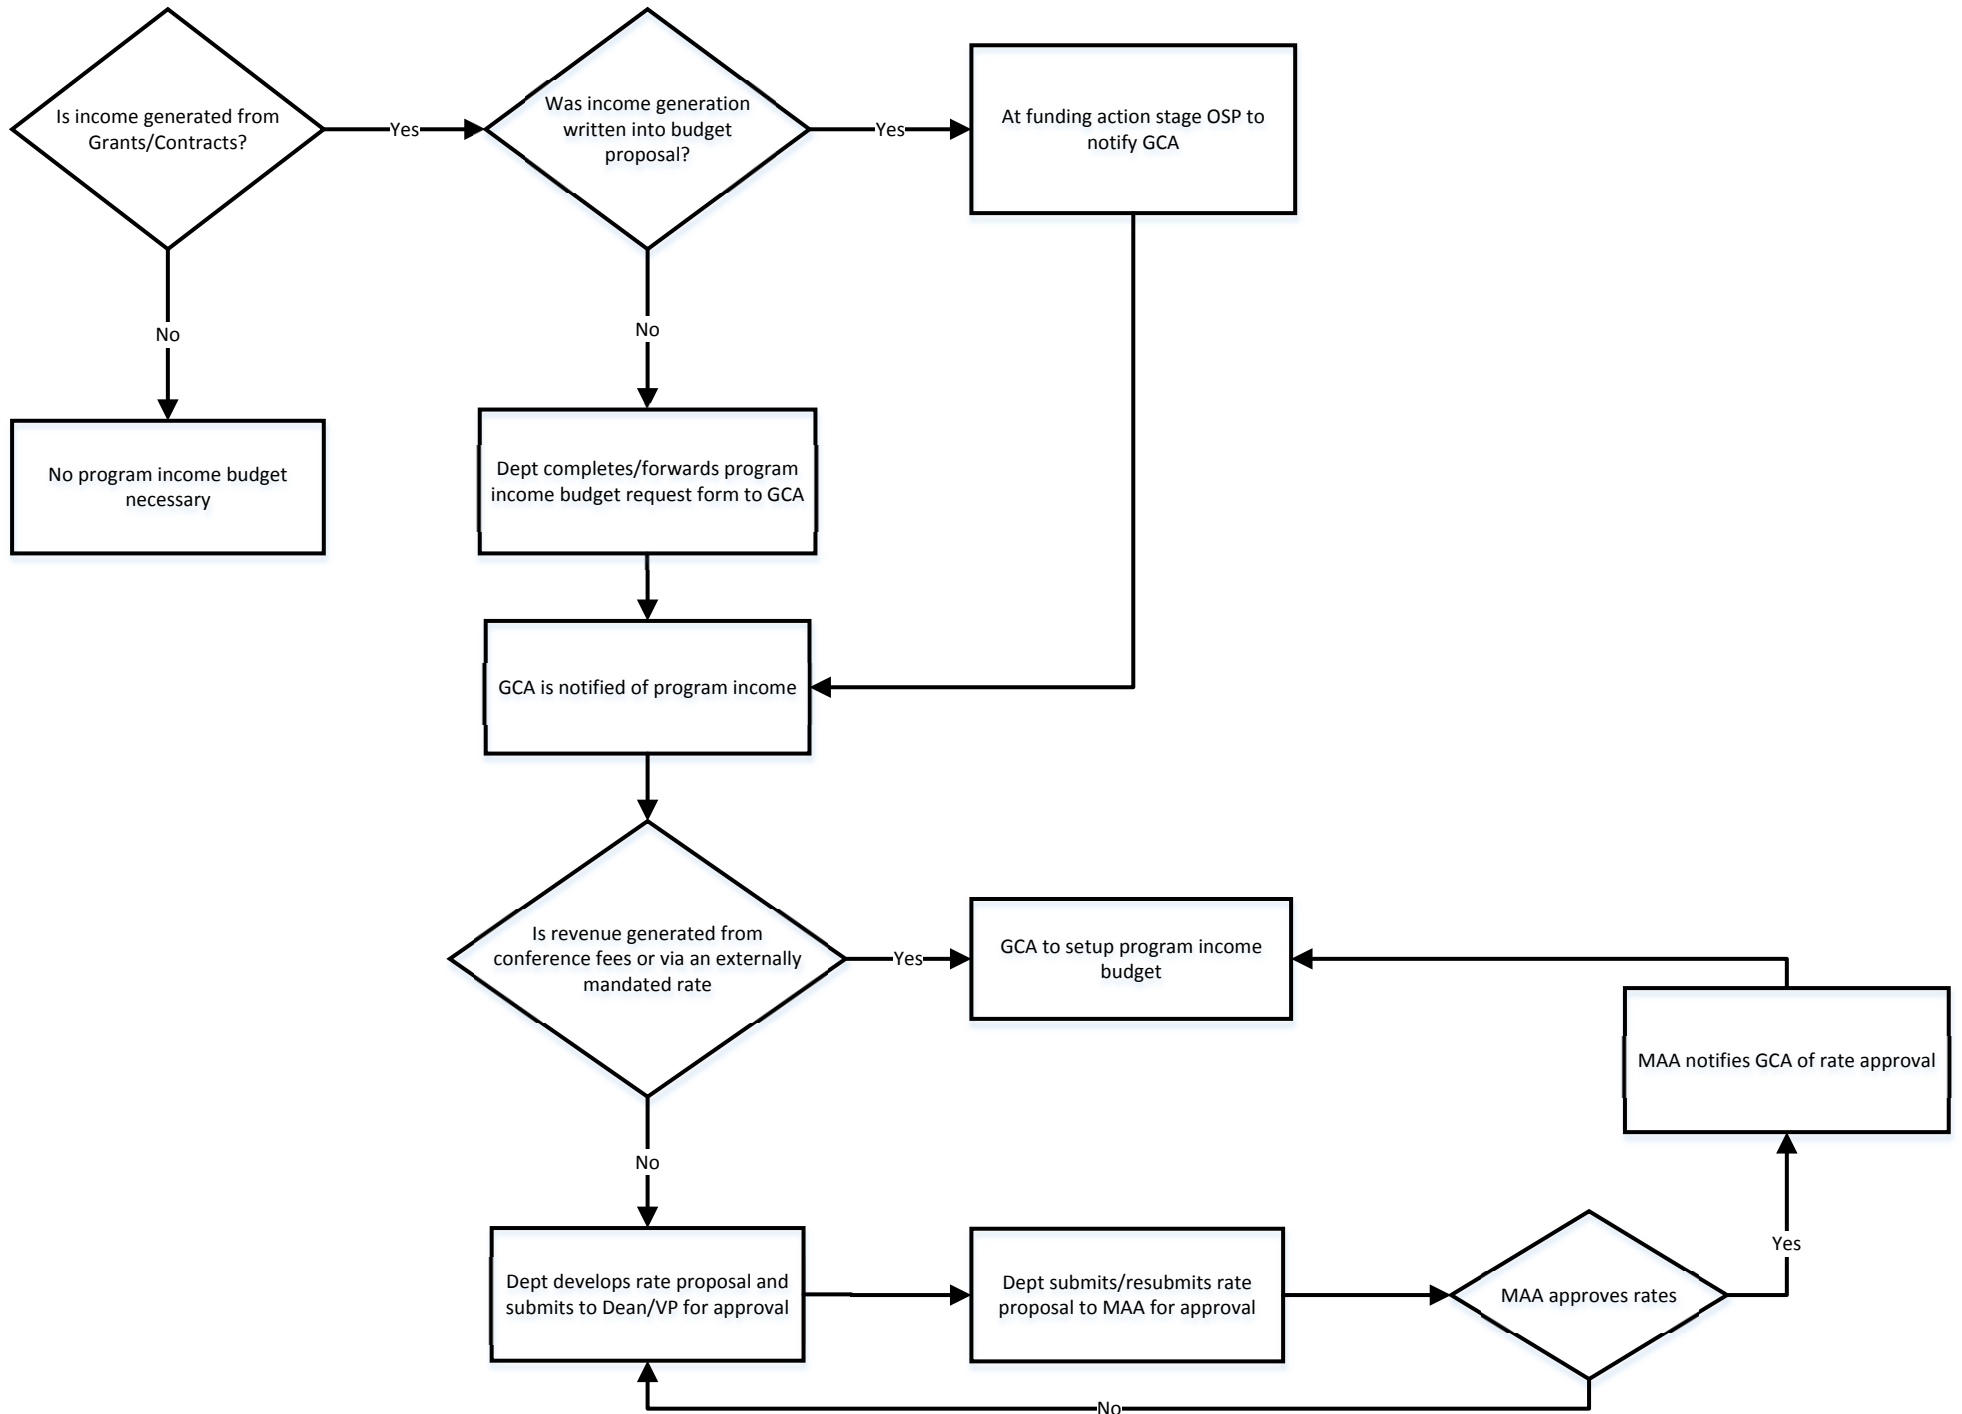 Is income generated from
Grants/Contracts?
Yes
Was income generation
written into budget
proposal?
Yes
At funding action stage OSP to
notify GCA
No
No
No program income budget
necessary
Dept completes/forwards program
income budget request form to GCA
GCA is notified of program income
Is revenue generated from
conference fees or via an externally
mandated rate
Yes
GCA to setup program income
budget
MAA notifies GCA of rate approval
No
Yes
Dept develops rate proposal and
submits to Dean/VP for approval
Dept submits/resubmits rate
proposal to MAA for approval
MAA approves rates
No